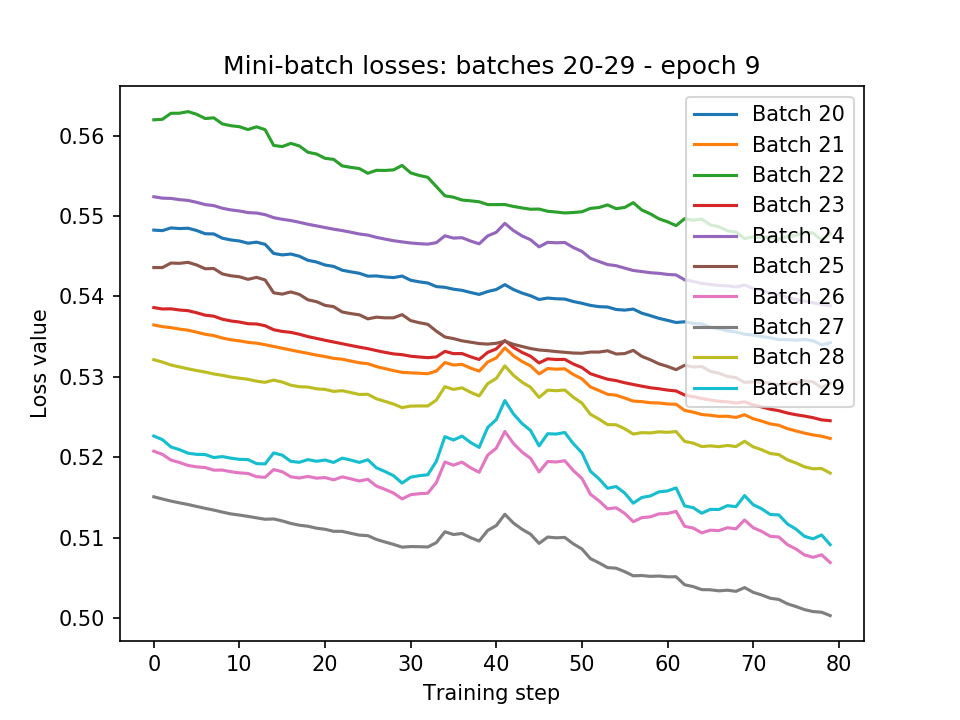 Mini-batch losses: batches 20-29 - epoch 9
Loss value
0.56
0.55
0.54
0.53
0.52
0.51
0.50
Batch 20
Batch 21
Batch 22
Batch 23
Batch 24
Batch 25
Batch 26
Batch 27
Batch 28
Batch 29
0 10 20 30 40 50 60 70 80
Training step